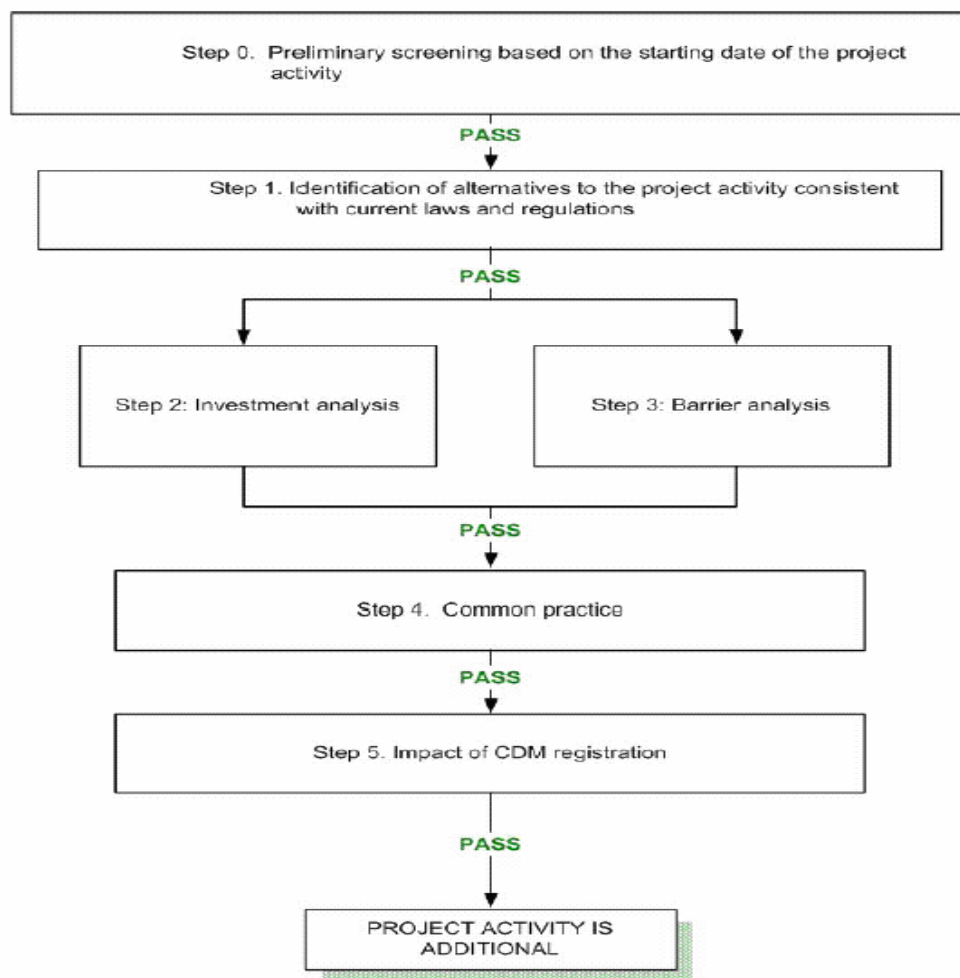 Step 0. Preliminary screening based on the starting date of the project
activity
PASS
Step 1. Identification of alternatives to the project activity consistent
with current laws and regulations
PASS
Step 2: Investment analysis
Step 3: Barrier analysis
PASS
Step 4. Common practice
PASS
Step 5. Impact of CDM registration
PASS
PROJECT ACTIVITY IS
ADDITIONAL